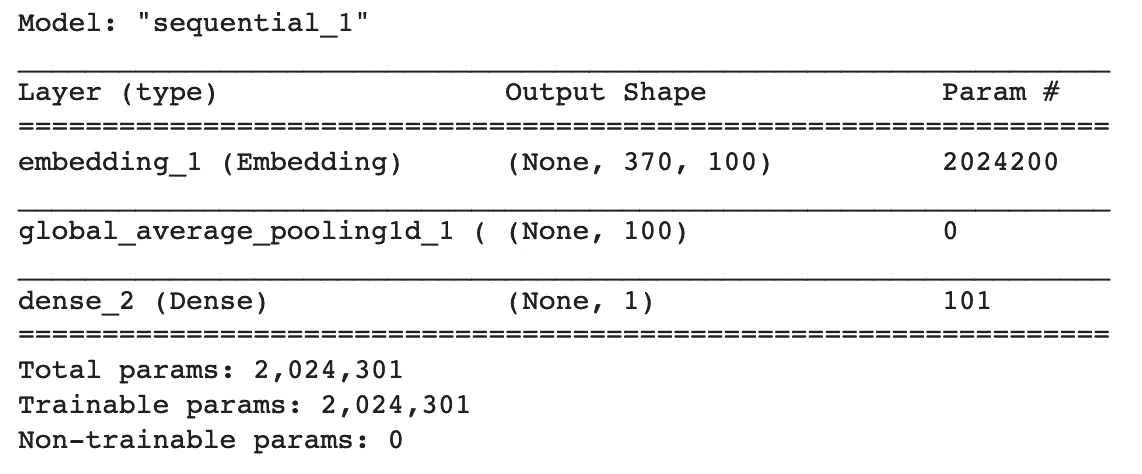 Model: "sequential_1"
Layer (type) Output Shape Param #
embedding_1 (Embedding) (None, 370, 100) 2024200
global_average_pooling1d_1 ( (None, 100) 0
dense_2 (Dense) (None, 1) 101
Total params: 2,024,301
Trainable params: 2,024,301
Non-trainable params: 0